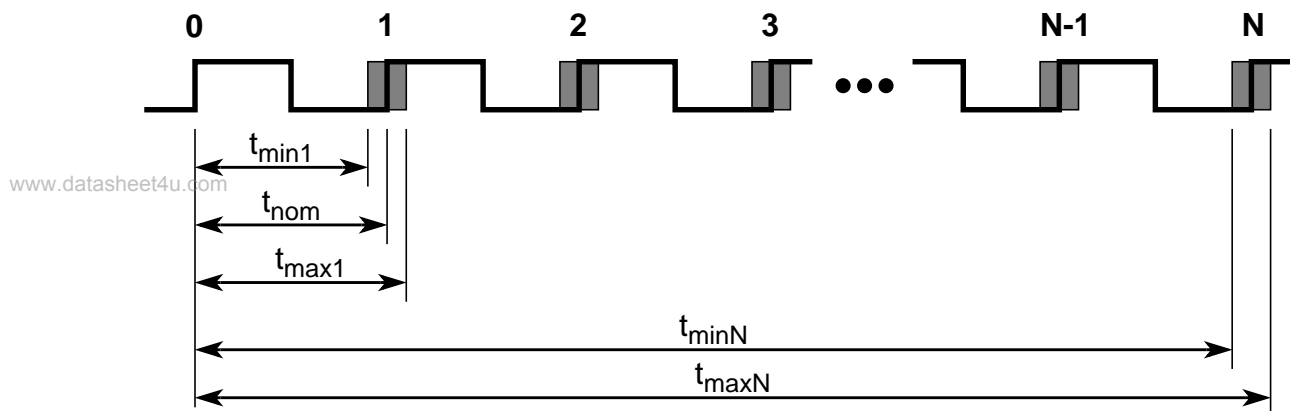 0 1 2 3 N-1 N
tmin1
www.datasheet4u.com
tnom
tmax1
tminN
tmaxN